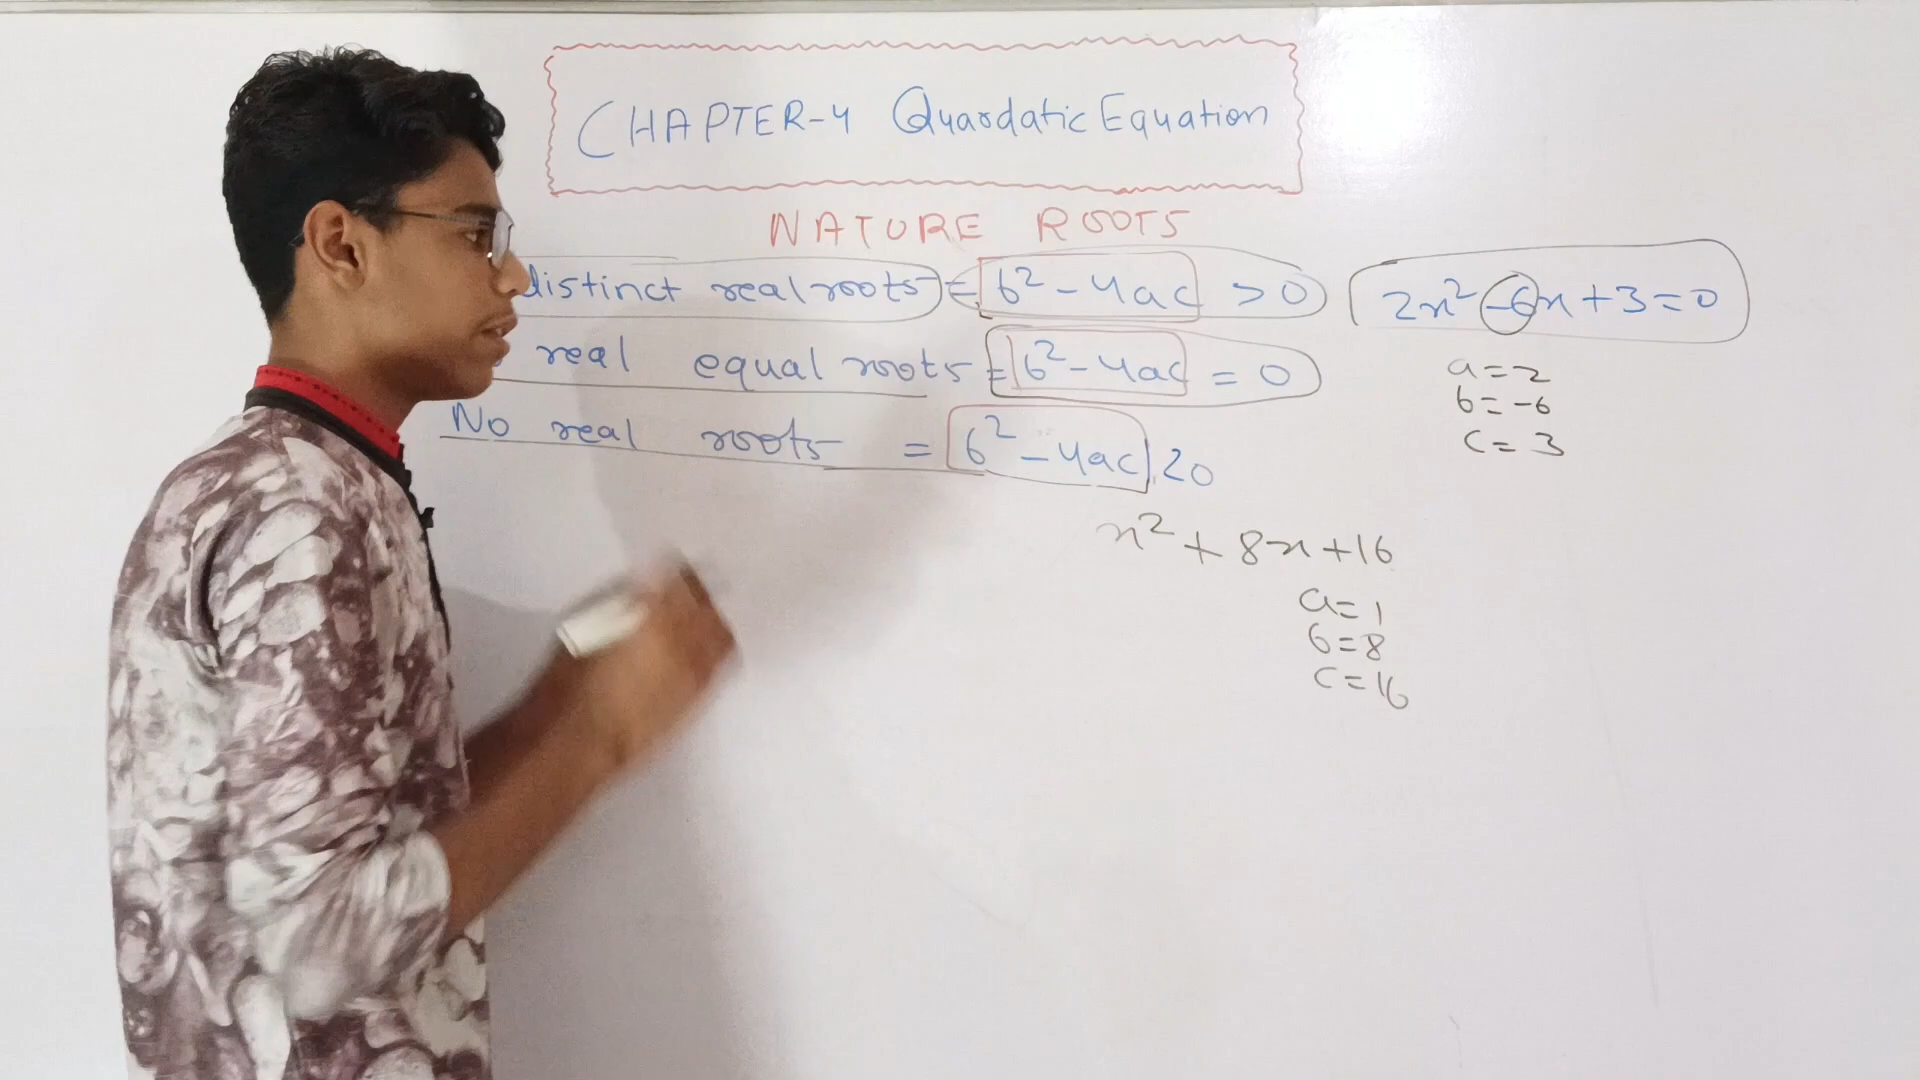 CHAPTER-4 Quardatic Equation
NATURE ROOTS
distinct real roots = b² - 4ac > 0
real equal roots = b² - 4ac = 0
No real roots = b² - 4ac < 0
2x² - 6x + 3 = 0
a = 2
b = -6
c = 3
x² + 8x + 16
a = 1
b = 8
c = 16